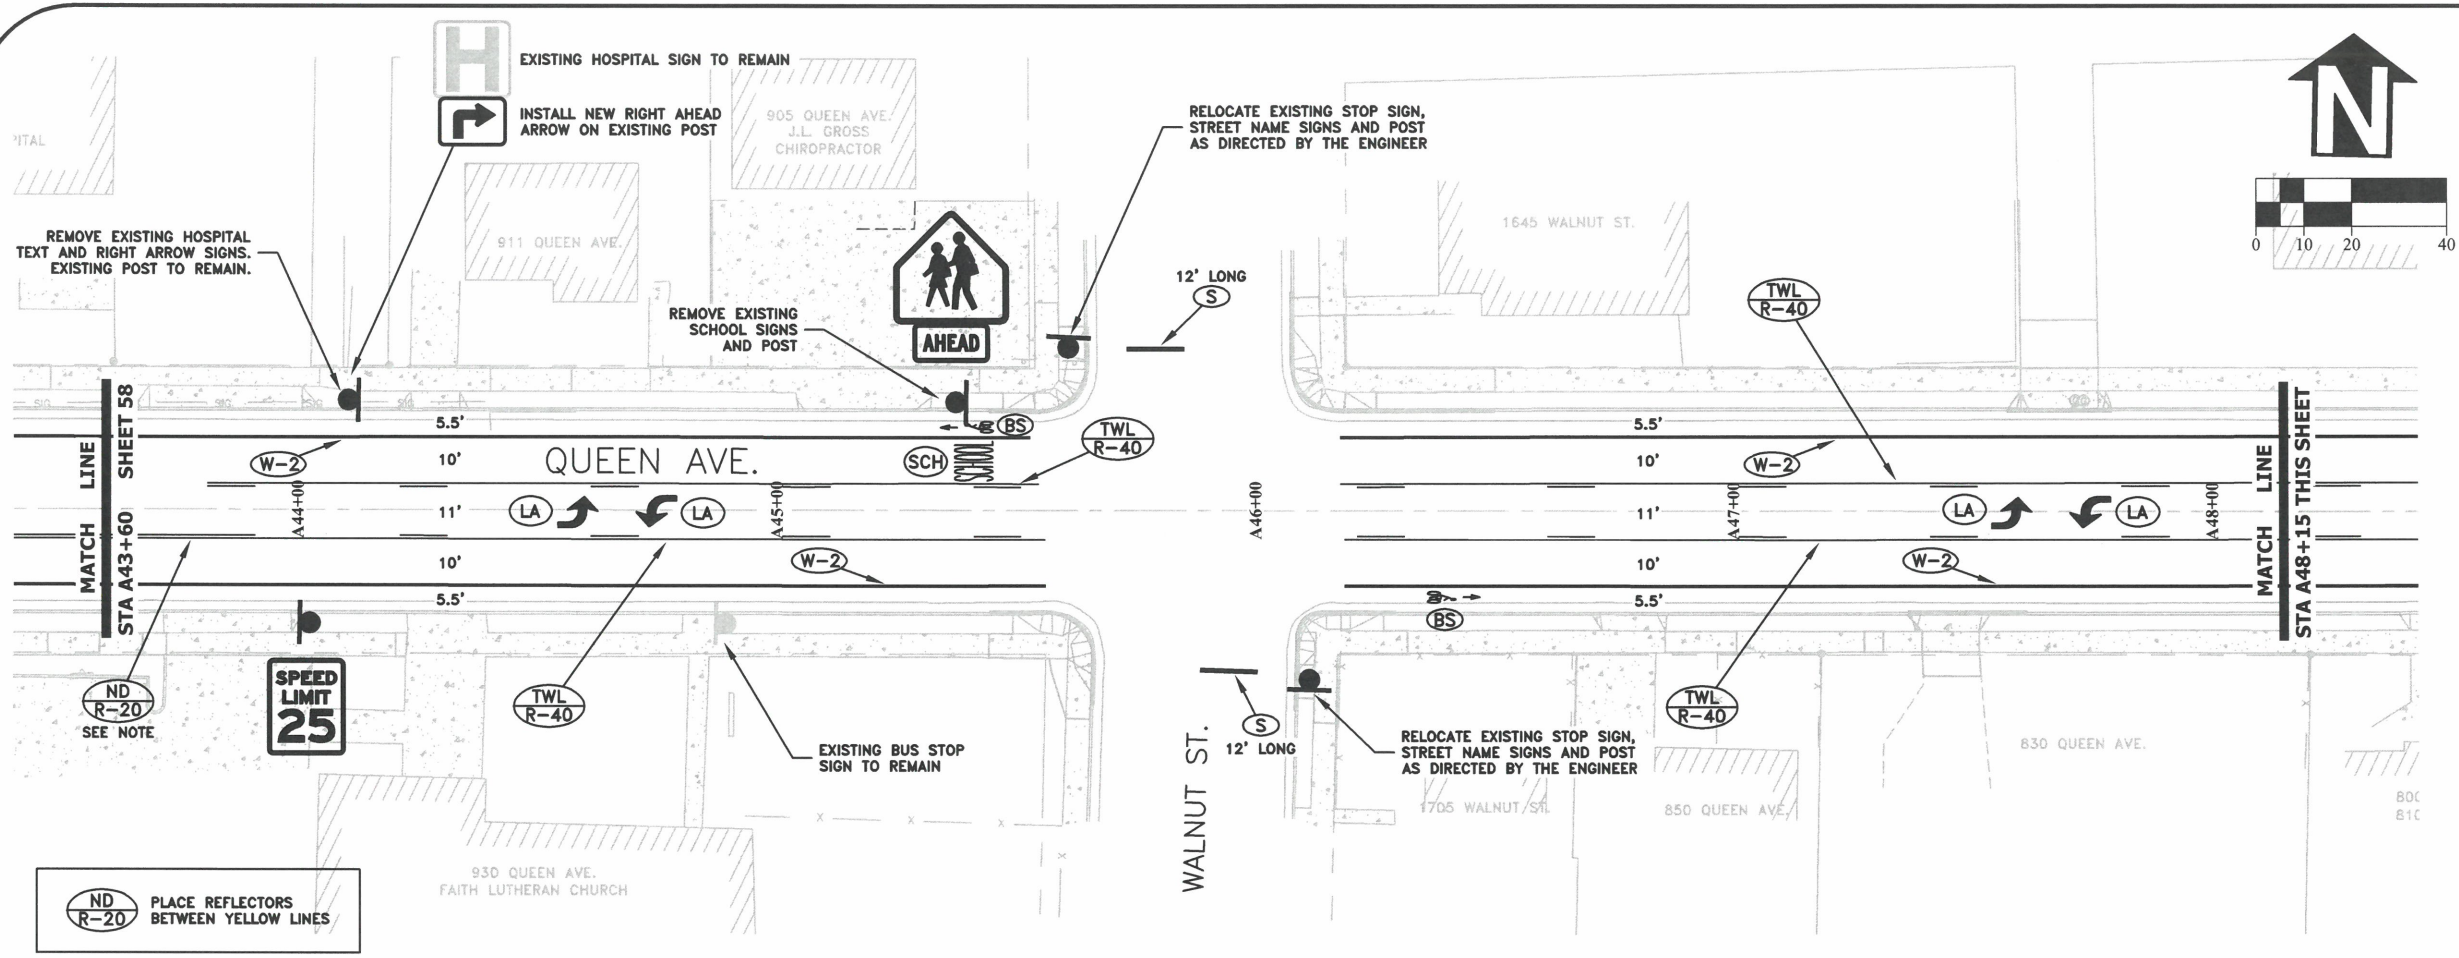 H
EXISTING HOSPITAL SIGN TO REMAIN
INSTALL NEW RIGHT AHEAD
ARROW ON EXISTING POST
905 QUEEN AVE.
J.L. GROSS
CHIROPRACTOR
PITAL
911 QUEEN AVE.
RELOCATE EXISTING STOP SIGN,
STREET NAME SIGNS AND POST
AS DIRECTED BY THE ENGINEER
N
0 10 20 40
1645 WALNUT ST.
REMOVE EXISTING HOSPITAL
TEXT AND RIGHT ARROW SIGNS.
EXISTING POST TO REMAIN.
REMOVE EXISTING
SCHOOL SIGNS
AND POST
AHEAD
12' LONG
S
TWL
R-40
MATCH LINE
STA A43+60 SHEET 58
SIG SIG SIG SIG
5.5'
W-2
10'
QUEEN AVE.
SCH
SCHOOL
BS
TWL
R-40
A44+00
11'
LA
LA
A45+00
A46+00
10'
W-2
5.5'
5.5'
10'
W-2
A47+00
11'
LA
LA
A48+00
10'
W-2
5.5'
BS
MATCH LINE
STA A48+15 THIS SHEET
ND
R-20
SEE NOTE
SPEED
LIMIT
25
TWL
R-40
EXISTING BUS STOP
SIGN TO REMAIN
WALNUT ST.
S
12' LONG
RELOCATE EXISTING STOP SIGN,
STREET NAME SIGNS AND POST
AS DIRECTED BY THE ENGINEER
TWL
R-40
1705 WALNUT ST.
850 QUEEN AVE.
830 QUEEN AVE.
800
810
930 QUEEN AVE.
FAITH LUTHERAN CHURCH
ND
R-20
PLACE REFLECTORS
BETWEEN YELLOW LINES